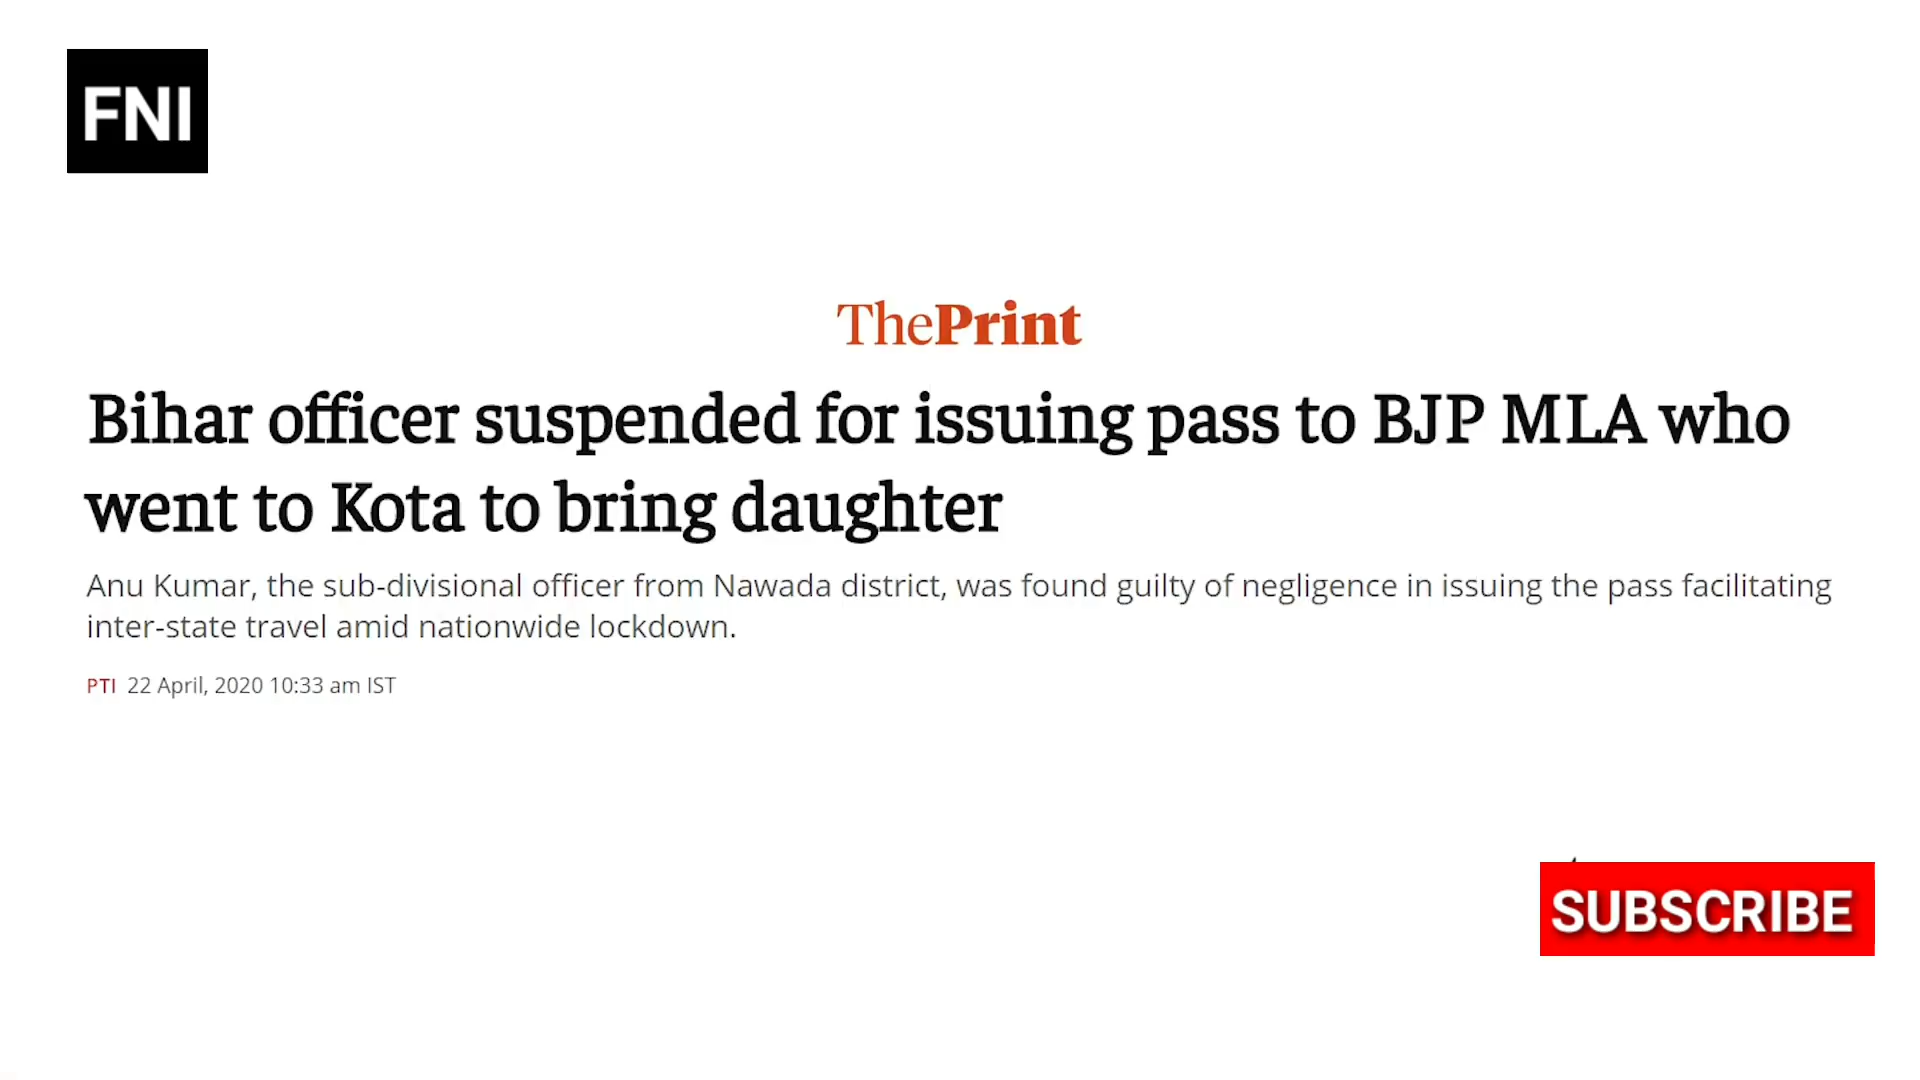 FNI
ThePrint
Bihar officer suspended for issuing pass to BJP MLA who
went to Kota to bring daughter
Anu Kumar, the sub-divisional officer from Nawada district, was found guilty of negligence in issuing the pass facilitating
inter-state travel amid nationwide lockdown.
PTI 22 April, 2020 10:33 am IST
SUBSCRIBE